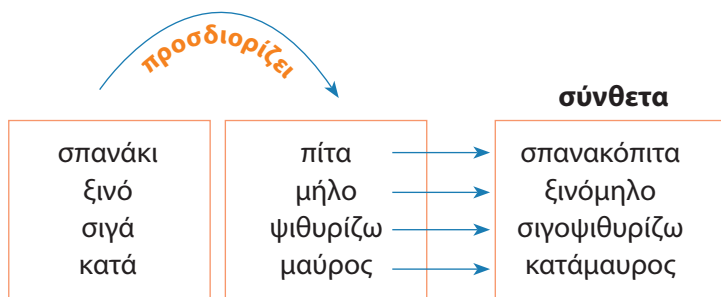 προσδιορίζει
σύνθετα
σπανάκι πίτα σπανακόπιτα
ξινό μήλο ξινόμηλο
σιγά ψιθυρίζω σιγοψιθυρίζω
κατά μαύρος κατάμαυρος